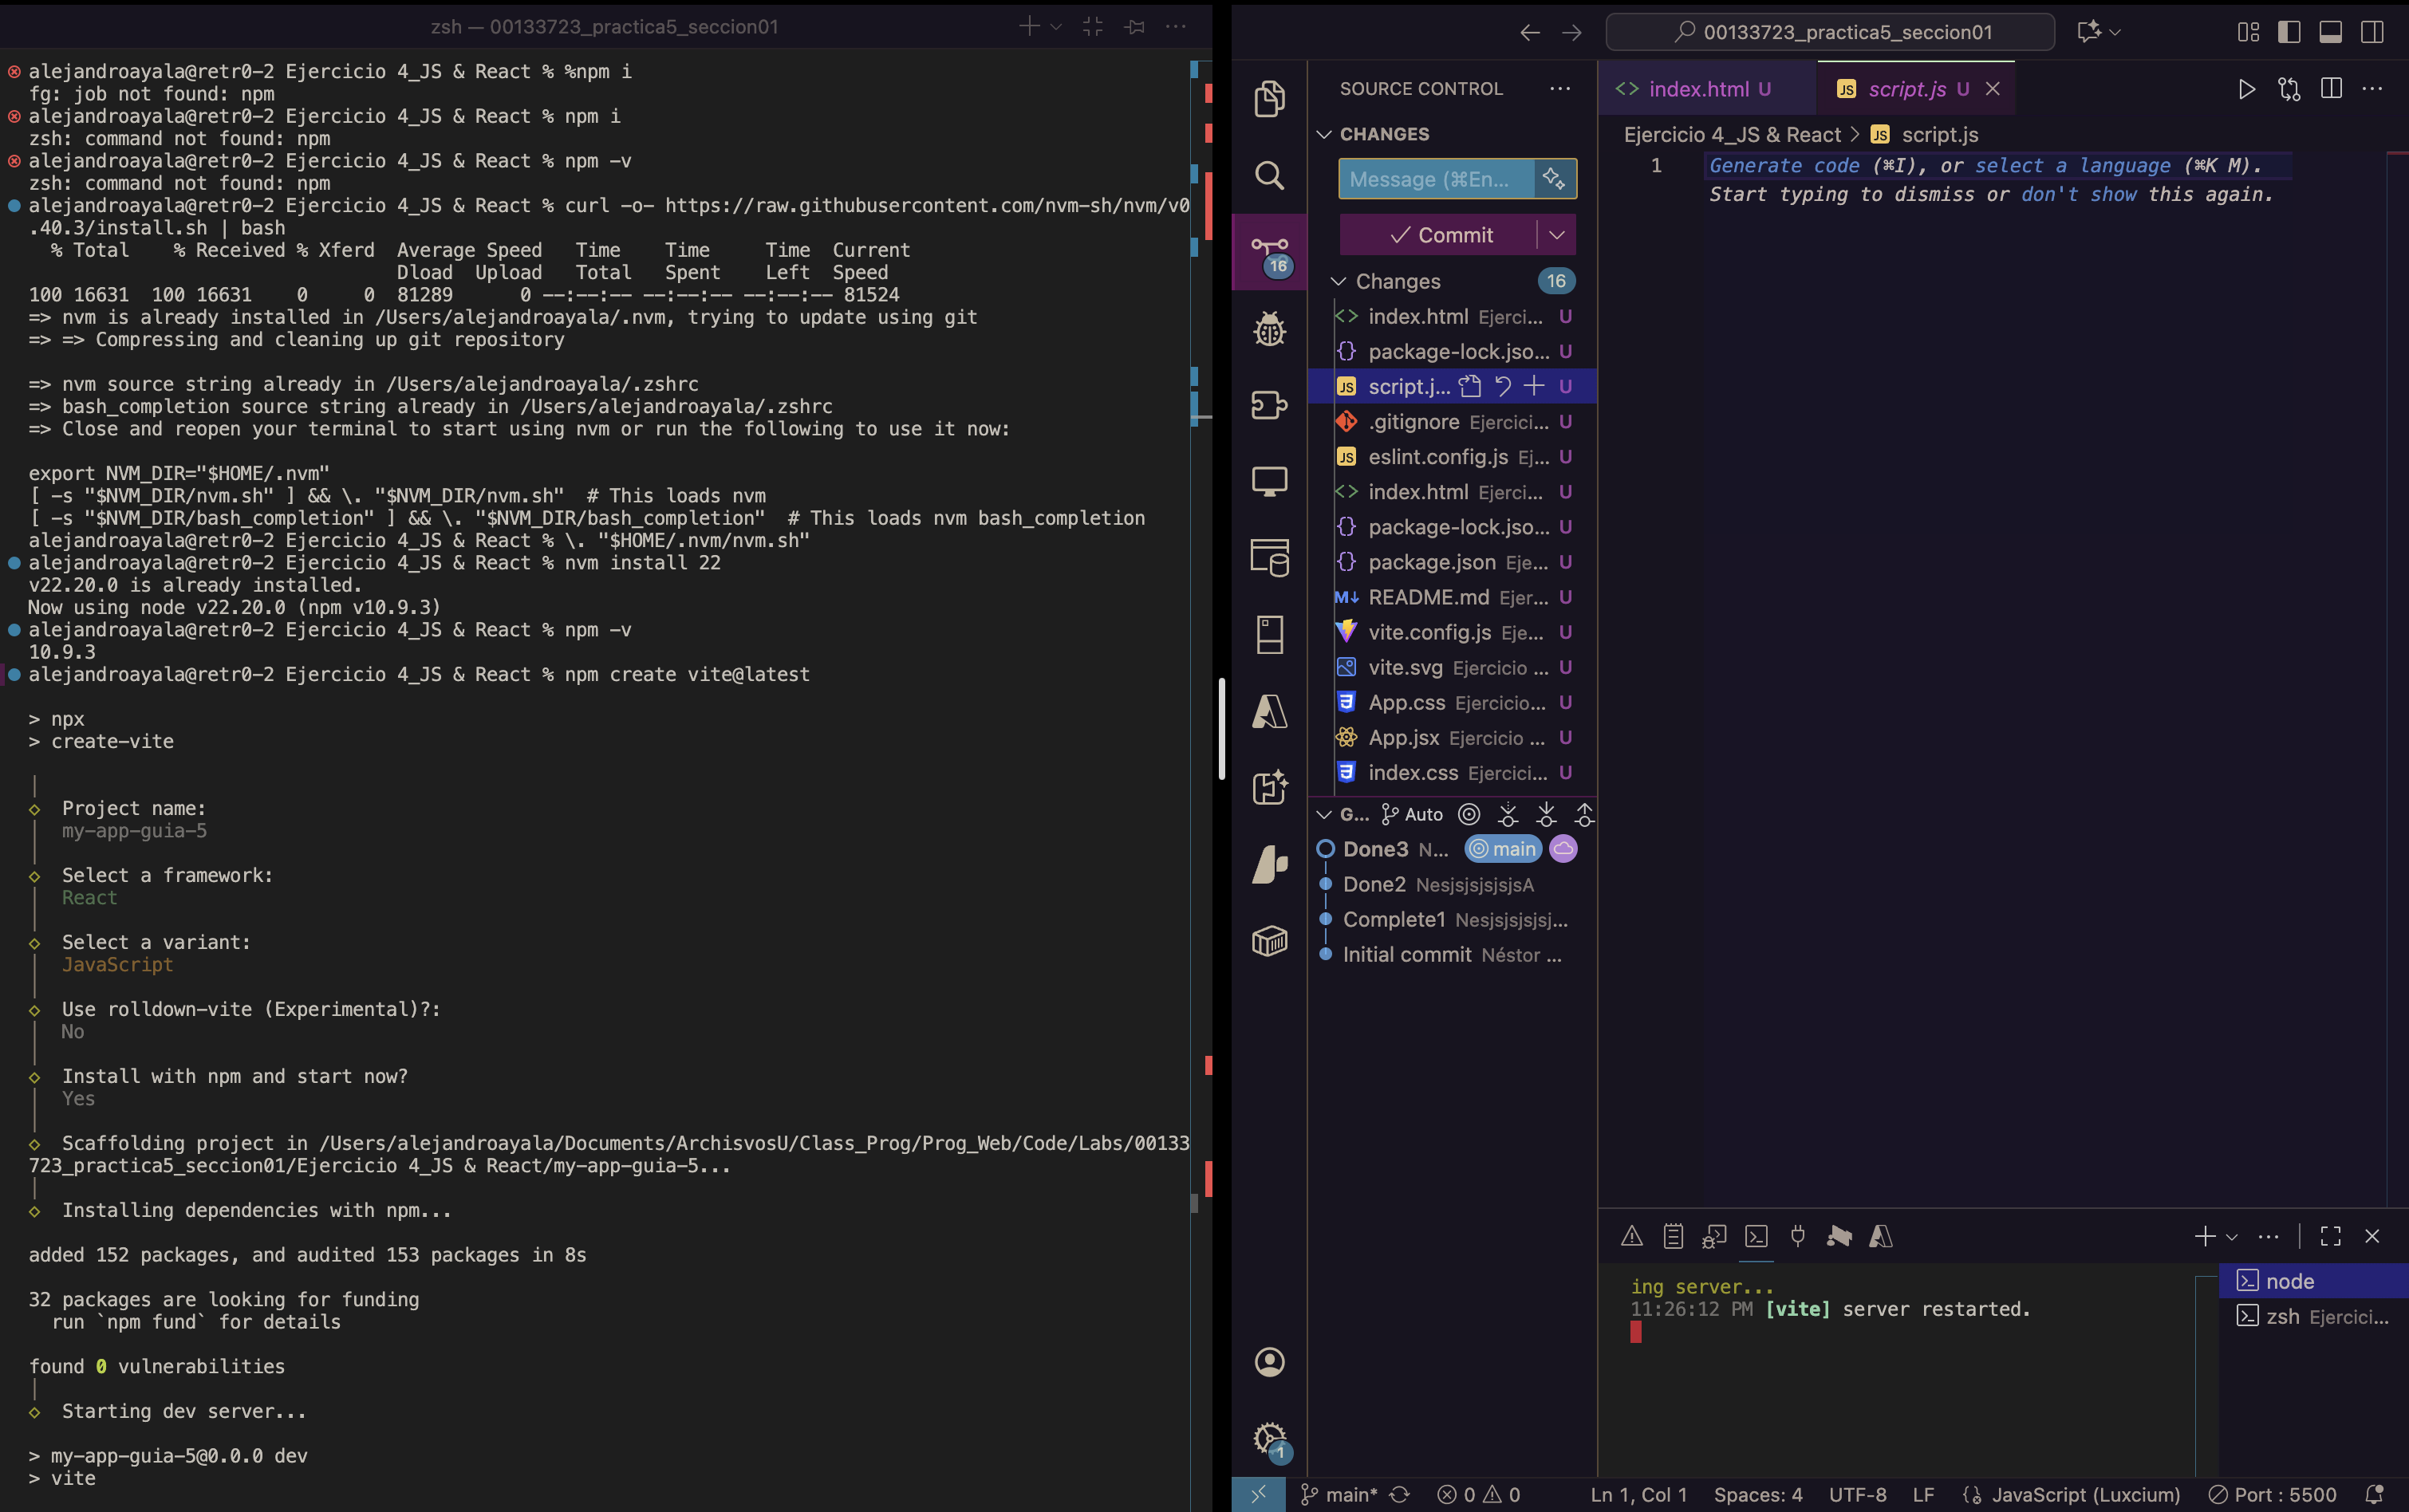 zsh — 00133723_practica5_seccion01
alejandroayala@retr0-2 Ejercicio 4_JS & React % %npm i
fg: job not found: npm
alejandroayala@retr0-2 Ejercicio 4_JS & React % npm i
zsh: command not found: npm
alejandroayala@retr0-2 Ejercicio 4_JS & React % npm -v
zsh: command not found: npm
alejandroayala@retr0-2 Ejercicio 4_JS & React % curl -o- https://raw.githubusercontent.com/nvm-sh/nvm/v0
.40.3/install.sh | bash
% Total    % Received % Xferd  Average Speed   Time    Time     Time  Current
Dload  Upload   Total   Spent    Left  Speed
100 16631  100 16631    0     0  81289      0 --:--:-- --:--:-- --:--:-- 81524
=> nvm is already installed in /Users/alejandroayala/.nvm, trying to update using git
=> => Compressing and cleaning up git repository
=> nvm source string already in /Users/alejandroayala/.zshrc
=> bash_completion source string already in /Users/alejandroayala/.zshrc
=> Close and reopen your terminal to start using nvm or run the following to use it now:
export NVM_DIR="$HOME/.nvm"
[ -s "$NVM_DIR/nvm.sh" ] && \. "$NVM_DIR/nvm.sh"  # This loads nvm
[ -s "$NVM_DIR/bash_completion" ] && \. "$NVM_DIR/bash_completion"  # This loads nvm bash_completion
alejandroayala@retr0-2 Ejercicio 4_JS & React % \. "$HOME/.nvm/nvm.sh"
alejandroayala@retr0-2 Ejercicio 4_JS & React % nvm install 22
v22.20.0 is already installed.
Now using node v22.20.0 (npm v10.9.3)
alejandroayala@retr0-2 Ejercicio 4_JS & React % npm -v
10.9.3
alejandroayala@retr0-2 Ejercicio 4_JS & React % npm create vite@latest
> npx
> create-vite
Project name:
my-app-guia-5
Select a framework:
React
Select a variant:
JavaScript
Use rolldown-vite (Experimental)?:
No
Install with npm and start now?
Yes
Scaffolding project in /Users/alejandroayala/Documents/ArchisvosU/Class_Prog/Prog_Web/Code/Labs/00133
723_practica5_seccion01/Ejercicio 4_JS & React/my-app-guia-5...
Installing dependencies with npm...
added 152 packages, and audited 153 packages in 8s
32 packages are looking for funding
run `npm fund` for details
found 0 vulnerabilities
Starting dev server...
> my-app-guia-5@0.0.0 dev
> vite
00133723_practica5_seccion01
SOURCE CONTROL
CHANGES
Message (⌘En...
Commit
Changes 16
index.html Ejerci... U
package-lock.jso... U
script.j... U
.gitignore Ejercici... U
eslint.config.js Ej... U
index.html Ejerci... U
package-lock.jso... U
package.json Eje... U
README.md Ejer... U
vite.config.js Eje... U
vite.svg Ejercicio ... U
App.css Ejercicio... U
App.jsx Ejercicio ... U
index.css Ejercici... U
G... Auto
Done3 N... main
Done2 NesjsjsjsjsjsA
Complete1 Nesjsjsjsjsj...
Initial commit Néstor ...
16
1
index.html U
script.js U
Ejercicio 4_JS & React > script.js
1
Generate code (⌘I), or select a language (⌘K M).
Start typing to dismiss or don't show this again.
ing server...
11:26:12 PM [vite] server restarted.
node
zsh Ejercici...
main* 0 0 Ln 1, Col 1 Spaces: 4 UTF-8 LF JavaScript (Luxcium) Port : 5500